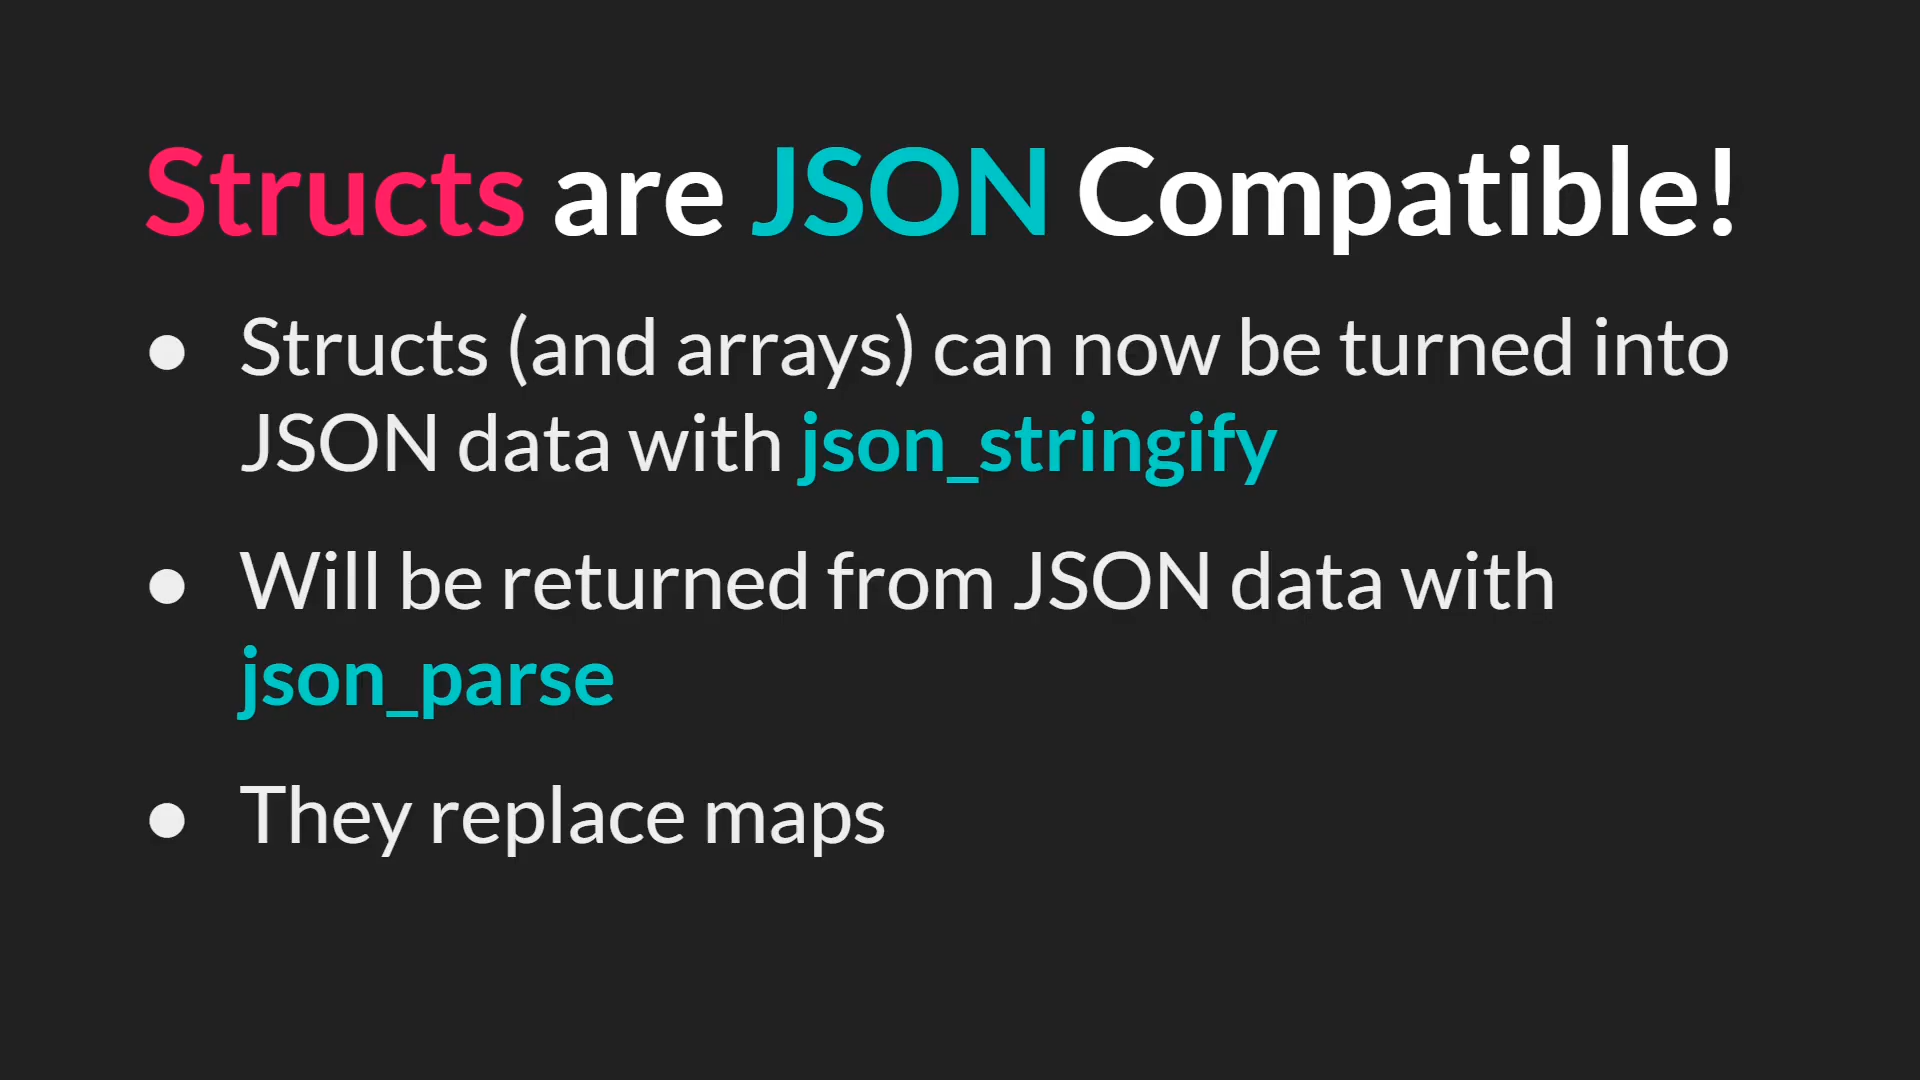 Structs are JSON Compatible!
● Structs (and arrays) can now be turned into
JSON data with json_stringify
● Will be returned from JSON data with
json_parse
● They replace maps